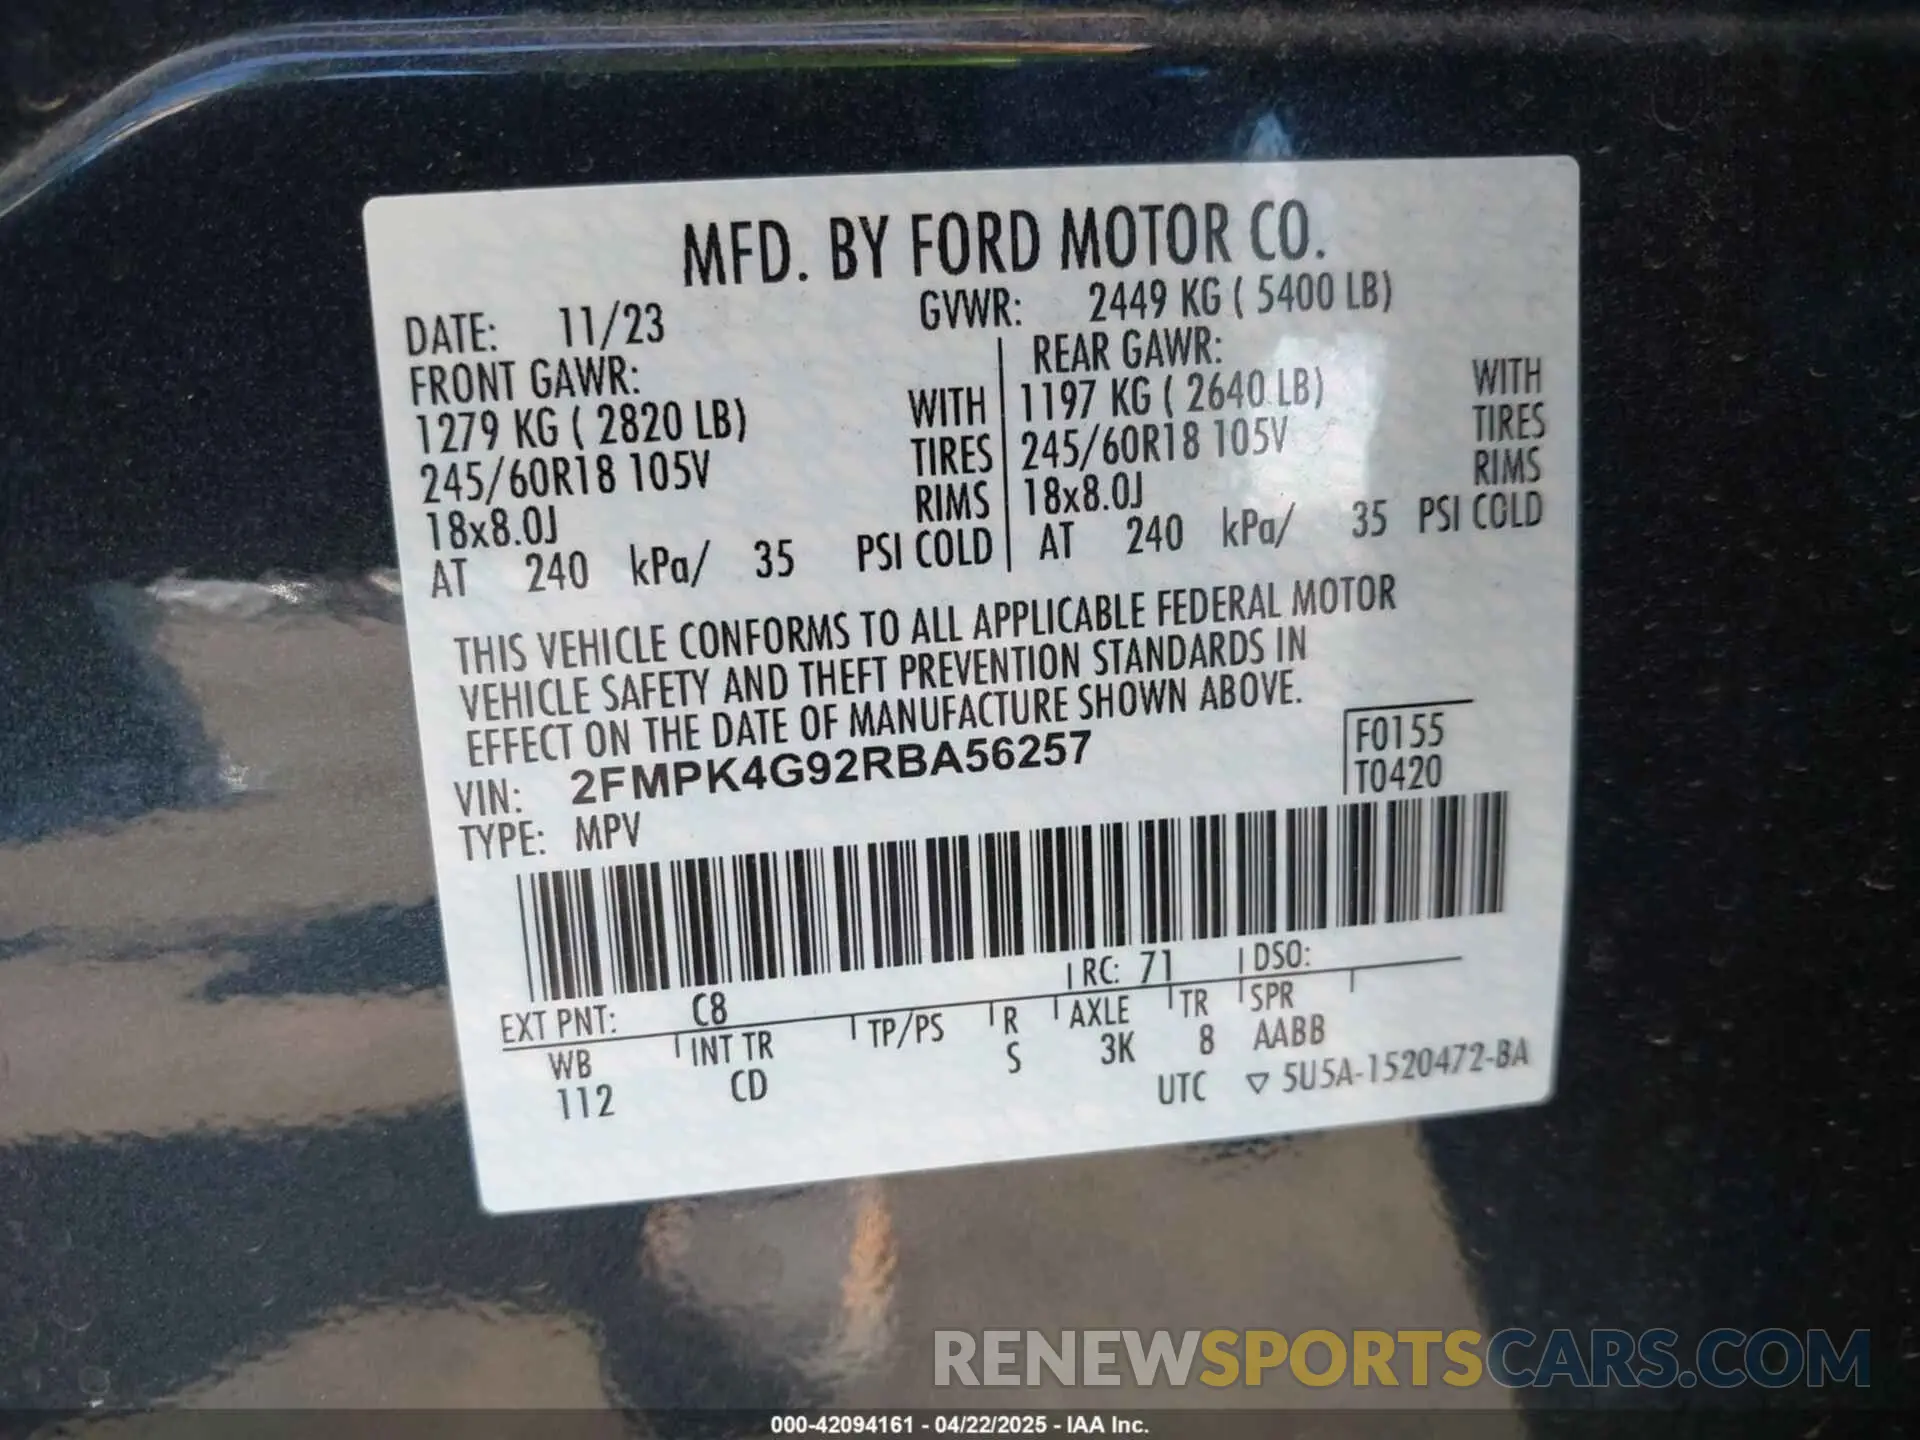 MFD. BY FORD MOTOR CO.
DATE: 11/23 GVWR: 2449 KG ( 5400 LB)
FRONT GAWR: REAR GAWR:
1279 KG ( 2820 LB) WITH 1197 KG ( 2640 LB) WITH
245/60R18 105V TIRES 245/60R18 105V TIRES
18x8.0J RIMS 18x8.0J RIMS
AT 240 kPa/ 35 PSI COLD AT 240 kPa/ 35 PSI COLD
THIS VEHICLE CONFORMS TO ALL APPLICABLE FEDERAL MOTOR
VEHICLE SAFETY AND THEFT PREVENTION STANDARDS IN
EFFECT ON THE DATE OF MANUFACTURE SHOWN ABOVE.
VIN: 2FMPK4G92RBA56257 F0155
TYPE: MPV T0420
EXT PNT: C8 RC: 71 DSO:
WB INT TR TP/PS R AXLE TR SPR
112 CD S 3K 8 AABB
UTC ▽ 5U5A-1520472-BA
RENEWSPORTSCARS.COM
000-42094161 - 04/22/2025 - IAA Inc.